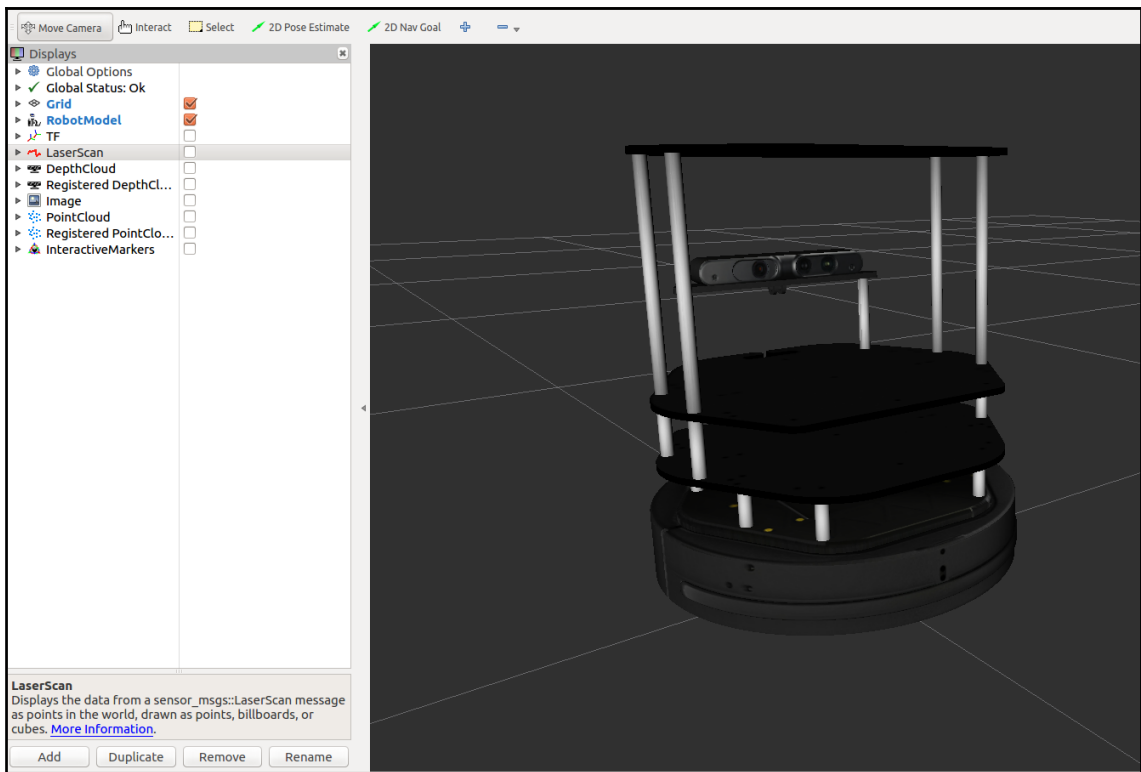 Move Camera Interact Select 2D Pose Estimate 2D Nav Goal
Displays
Global Options
Global Status: Ok
Grid
RobotModel
TF
LaserScan
DepthCloud
Registered DepthCl...
Image
PointCloud
Registered PointClo...
InteractiveMarkers
LaserScan
Displays the data from a sensor_msgs::LaserScan message
as points in the world, drawn as points, billboards, or
cubes. More Information.
Add Duplicate Remove Rename